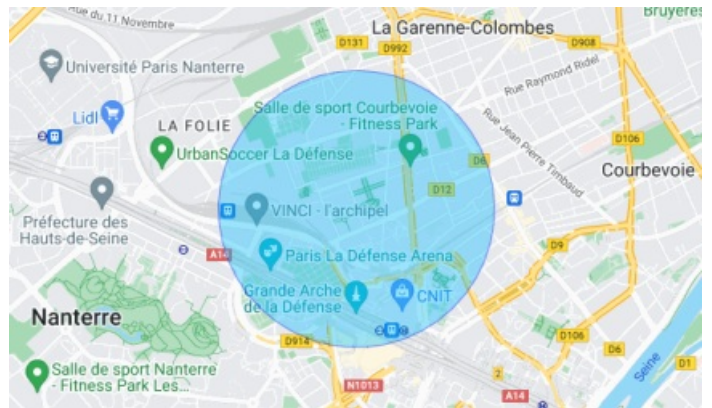 Rue du 11 Novembre
La Garenne-Colombes
Bruyères
D131
D992
D908
Université Paris Nanterre
Rue Raymond Ridel
Lidl
LA FOLIE
Salle de sport Courbevoie
- Fitness Park
Rue Jean Pierre Timbaud
D106
UrbanSoccer La Défense
D6
Courbevoie
D12
Préfecture des
Hauts-de-Seine
VINCI - l'archipel
A14
Paris La Défense Arena
D9
Grande Arche
de la Défense
CNIT
Nanterre
D914
D106
D6
D1
Seine
Salle de sport Nanterre
- Fitness Park Les...
N1013
2
A14